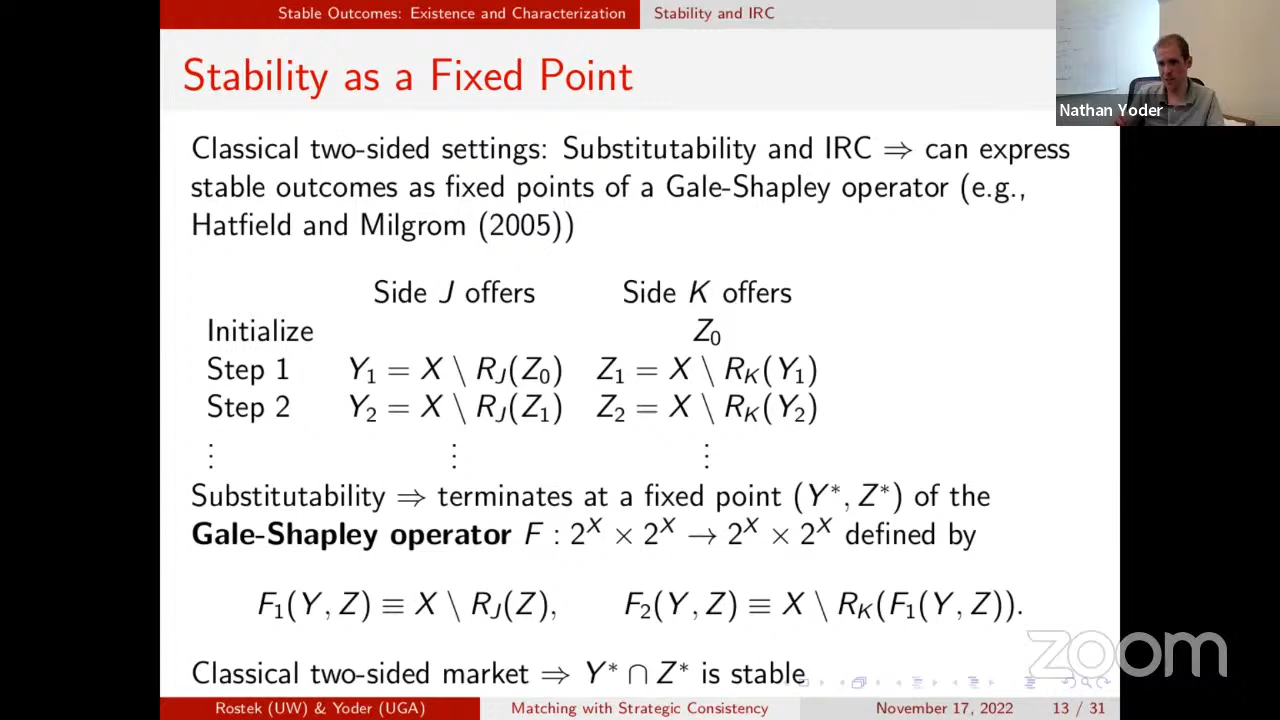 Stable Outcomes: Existence and Characterization Stability and IRC
Stability as a Fixed Point
Nathan Yoder
Classical two-sided settings: Substitutability and IRC ⇒ can express
stable outcomes as fixed points of a Gale-Shapley operator (e.g.,
Hatfield and Milgrom (2005))
Side J offers Side K offers
Initialize Z₀
Step 1 Y₁ = X \ R_J(Z₀) Z₁ = X \ R_K(Y₁)
Step 2 Y₂ = X \ R_J(Z₁) Z₂ = X \ R_K(Y₂)
⋮ ⋮ ⋮
Substitutability ⇒ terminates at a fixed point (Y*, Z*) of the
Gale-Shapley operator F : 2^X × 2^X → 2^X × 2^X defined by
F₁(Y, Z) ≡ X \ R_J(Z), F₂(Y, Z) ≡ X \ R_K(F₁(Y, Z)).
Classical two-sided market ⇒ Y* ∩ Z* is stable
zoom
Rostek (UW) & Yoder (UGA) Matching with Strategic Consistency November 17, 2022 13 / 31